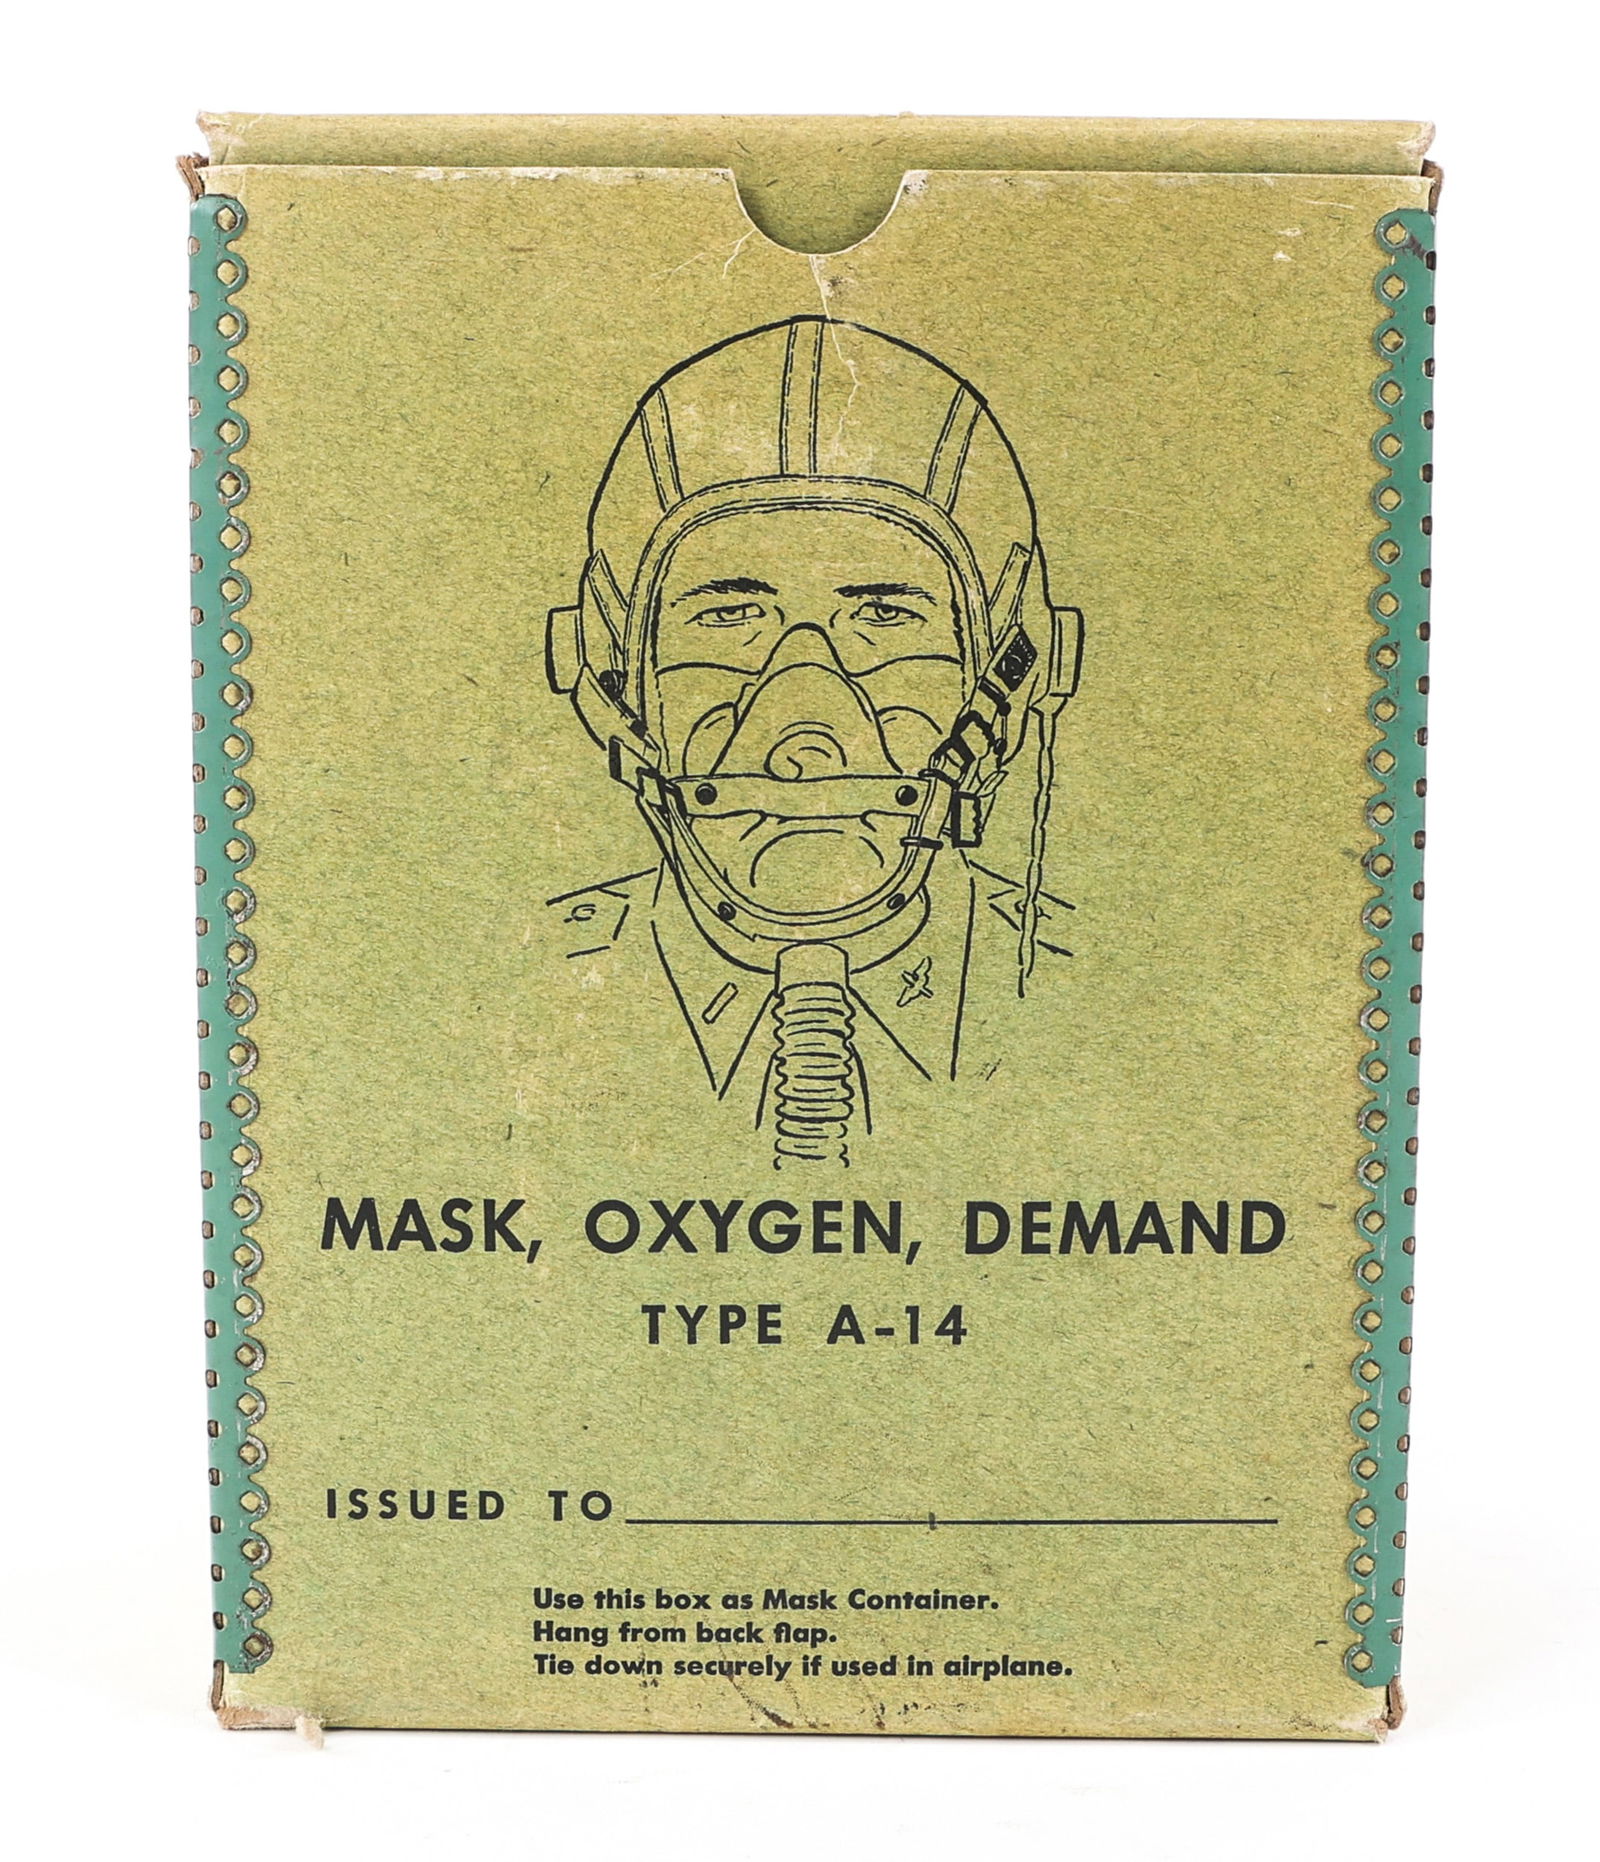 MASK, OXYGEN, DEMAND
TYPE A-14
ISSUED TO
Use this box as Mask Container.
Hang from back flap.
Tie down securely if used in airplane.